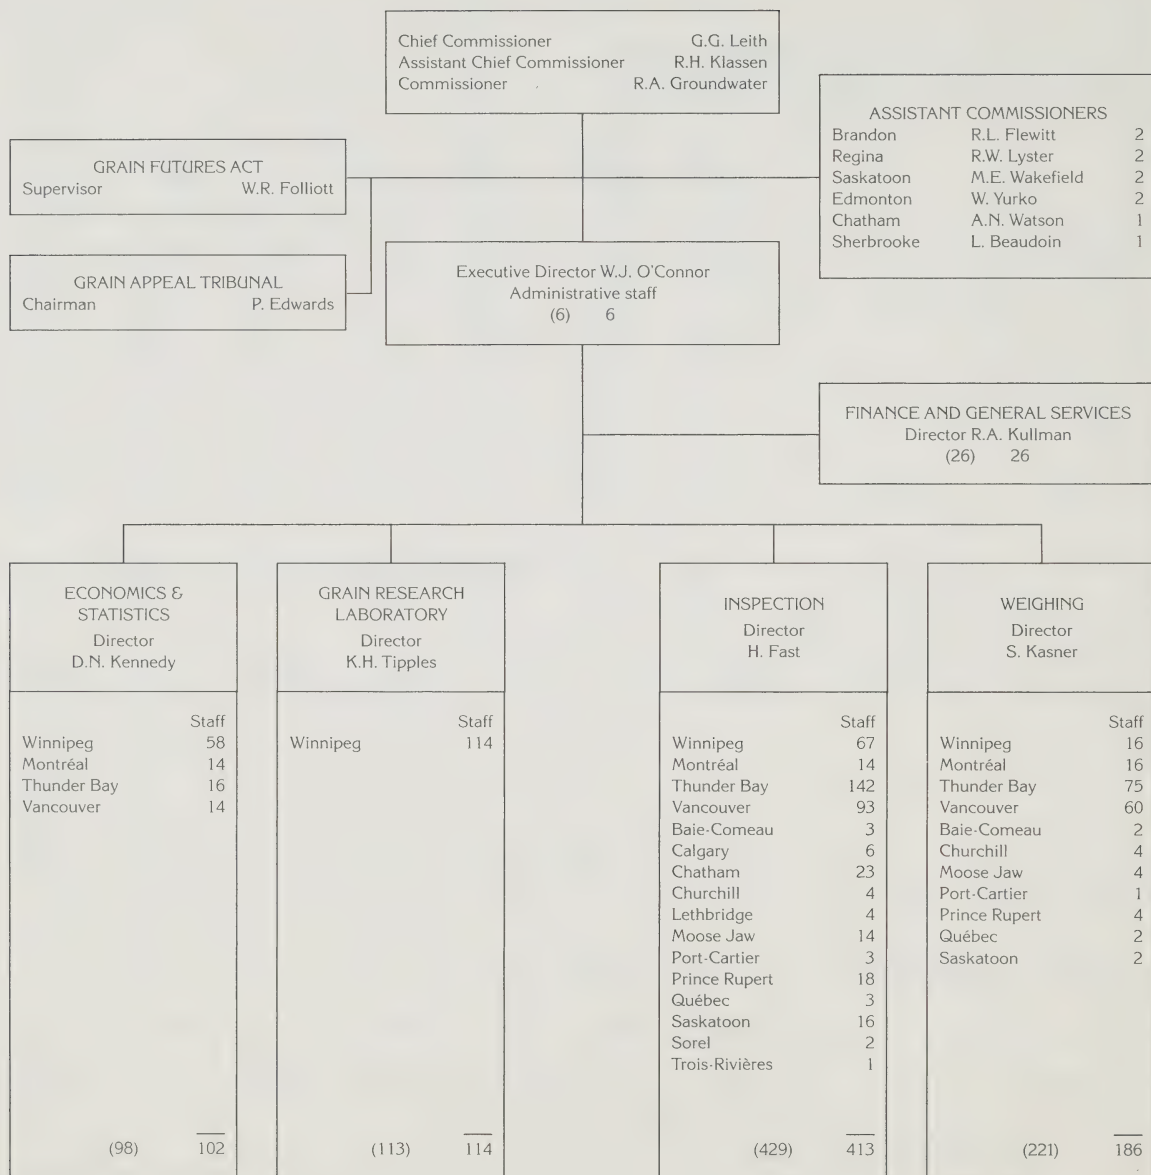 Chief Commissioner G.G. Leith
Assistant Chief Commissioner R.H. Klassen
Commissioner R.A. Groundwater
ASSISTANT COMMISSIONERS
Brandon R.L. Flewitt 2
Regina R.W. Lyster 2
Saskatoon M.E. Wakefield 2
Edmonton W. Yurko 2
Chatham A.N. Watson 1
Sherbrooke L. Beaudoin 1
GRAIN FUTURES ACT
Supervisor W.R. Folliott
GRAIN APPEAL TRIBUNAL
Chairman P. Edwards
Executive Director W.J. O'Connor
Administrative staff
(6) 6
FINANCE AND GENERAL SERVICES
Director R.A. Kullman
(26) 26
ECONOMICS &
STATISTICS
Director
D.N. Kennedy
Staff
Winnipeg 58
Montréal 14
Thunder Bay 16
Vancouver 14
(98) 102
GRAIN RESEARCH
LABORATORY
Director
K.H. Tipples
Staff
Winnipeg 114
(113) 114
INSPECTION
Director
H. Fast
Staff
Winnipeg 67
Montréal 14
Thunder Bay 142
Vancouver 93
Baie-Comeau 3
Calgary 6
Chatham 23
Churchill 4
Lethbridge 4
Moose Jaw 14
Port-Cartier 3
Prince Rupert 18
Québec 3
Saskatoon 16
Sorel 2
Trois-Rivières 1
(429) 413
WEIGHING
Director
S. Kasner
Staff
Winnipeg 16
Montréal 16
Thunder Bay 75
Vancouver 60
Baie-Comeau 2
Churchill 4
Moose Jaw 4
Port-Cartier 1
Prince Rupert 4
Québec 2
Saskatoon 2
(221) 186